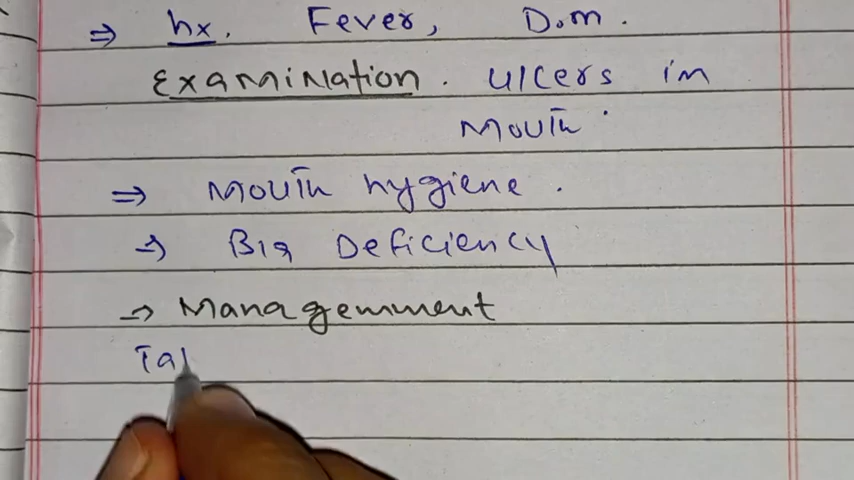 ⇒ hx. Fever, D.m.
Examination. Ulcers in
Mouth.
⇒ Mouth hygiene.
→ B12 Deficiency
→ Managemment
Tal